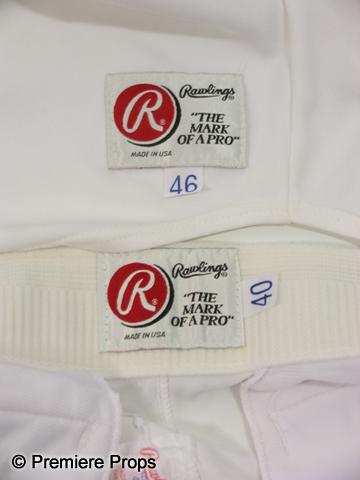 Rawlings®
R®
"THE
MARK
OF A PRO"
MADE IN USA
46
Rawlings®
R®
"THE
MARK
OF A PRO"
MADE IN USA
40
© Premiere Props